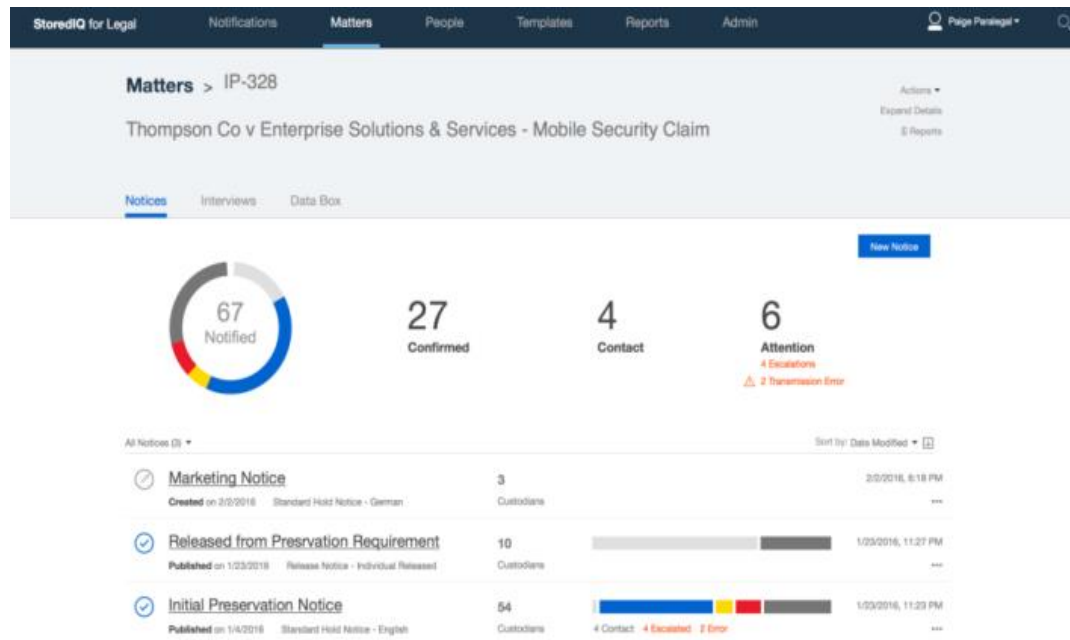 StoredIQ for Legal Notifications Matters People Templates Reports Admin Paige Paralegal
Matters > IP-328
Actions
Expand Details
Thompson Co v Enterprise Solutions & Services - Mobile Security Claim
Reports
Notices Interviews Data Box
New Notice
67
Notified
27
Confirmed
4
Contact
6
Attention
4 Escalations
2 Transmission Error
All Notices (3) Sort by: Date Modified
Marketing Notice 3 2/2/2016, 6:18 PM
Created on 2/2/2016 Standard Hold Notice - German Custodians
Released from Presrvation Requirement 10 1/23/2016, 11:27 PM
Published on 1/23/2016 Release Notice - Individual Released Custodians
Initial Preservation Notice 54 1/23/2016, 11:23 PM
Published on 1/4/2016 Standard Hold Notice - English Custodians 4 Contact 4 Escalated 2 Error